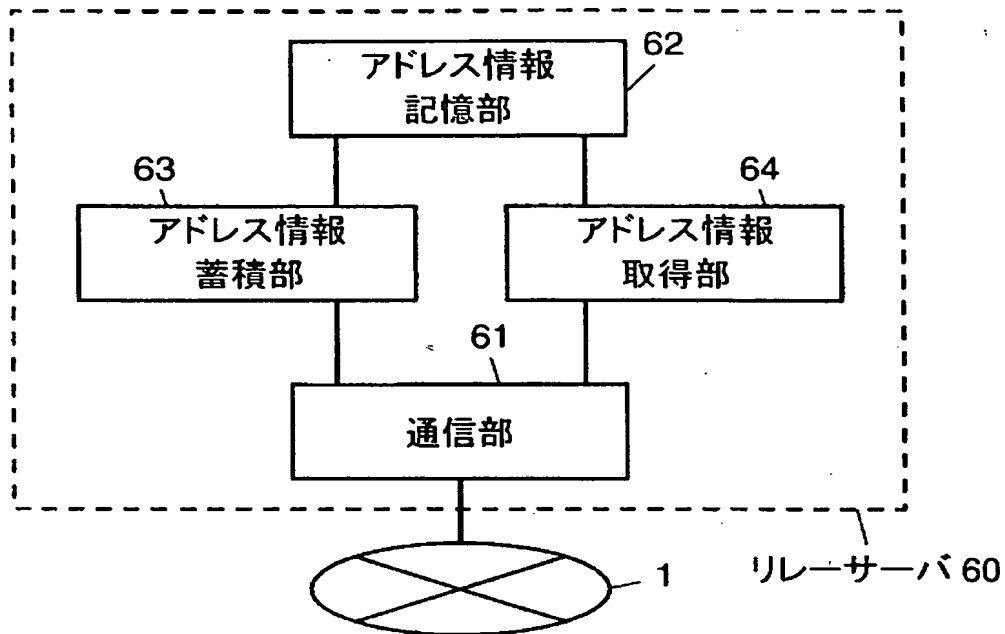 62
アドレス情報
記憶部
63
アドレス情報
蓄積部
64
アドレス情報
取得部
61
通信部
1
リレーサーバ 60